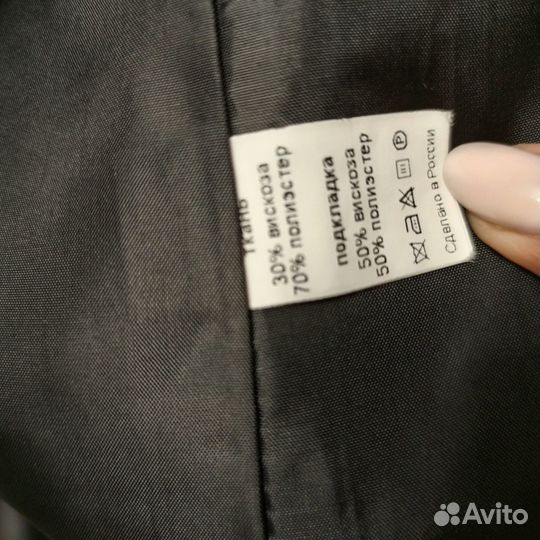 ткань
30% вискоза
70% полиэстер
подкладка
50% вискоза
50% полиэстер
P
Сделано в России
Avito